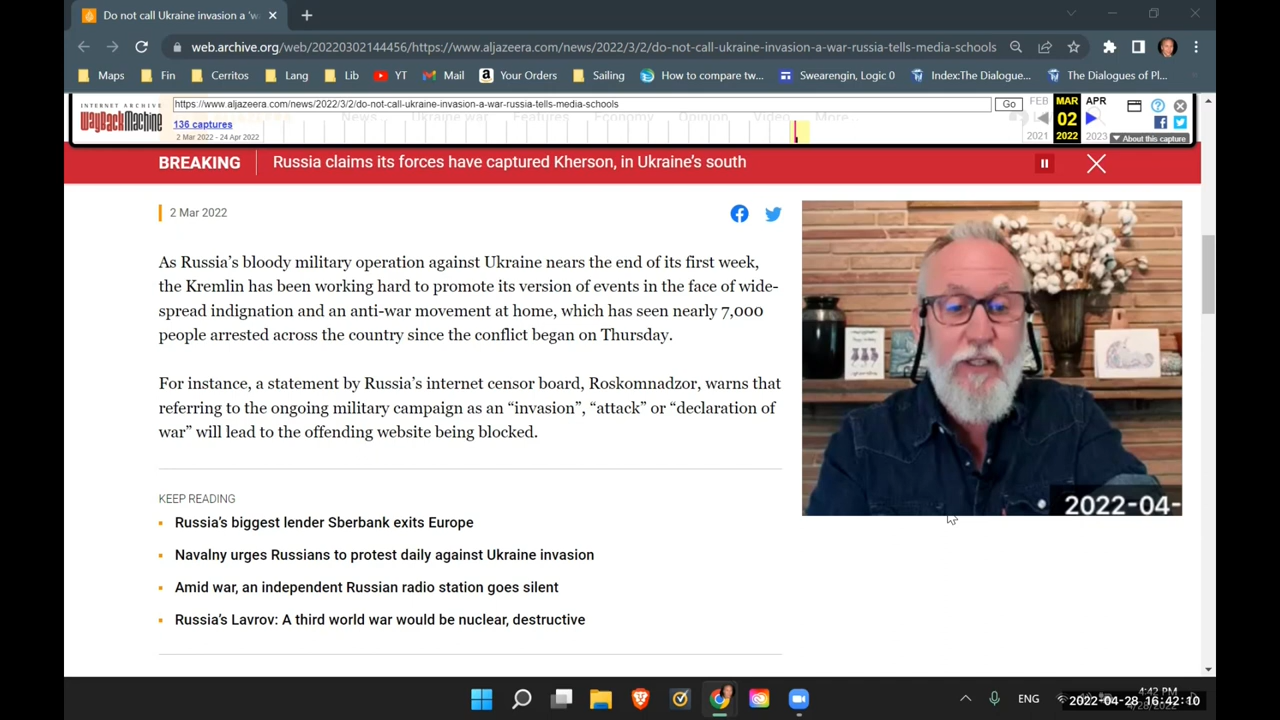 Do not call Ukraine invasion a 'w
web.archive.org/web/20220302144456/https://www.aljazeera.com/news/2022/3/2/do-not-call-ukraine-invasion-a-war-russia-tells-media-schools
Maps Fin Cerritos Lang Lib YT Mail Your Orders Sailing How to compare tw... Swearengin, Logic 0 Index:The Dialogue... The Dialogues of Pl...
INTERNET ARCHIVE
WayBackMachine
https://www.aljazeera.com/news/2022/3/2/do-not-call-ukraine-invasion-a-war-russia-tells-media-schools
Go
FEB MAR APR
136 captures
02
2 Mar 2022 - 24 Apr 2022
2021 2022 2023
About this capture
News Ukraine war Features Economy Opinion Video More
BREAKING
Russia claims its forces have captured Kherson, in Ukraine's south
2 Mar 2022
As Russia’s bloody military operation against Ukraine nears the end of its first week,
the Kremlin has been working hard to promote its version of events in the face of wide-
spread indignation and an anti-war movement at home, which has seen nearly 7,000
people arrested across the country since the conflict began on Thursday.
For instance, a statement by Russia’s internet censor board, Roskomnadzor, warns that
referring to the ongoing military campaign as an “invasion”, “attack” or “declaration of
war” will lead to the offending website being blocked.
KEEP READING
Russia’s biggest lender Sberbank exits Europe
Navalny urges Russians to protest daily against Ukraine invasion
Amid war, an independent Russian radio station goes silent
Russia’s Lavrov: A third world war would be nuclear, destructive
2022-04-
ENG
4:42 PM
2022-04-28 16:42:10